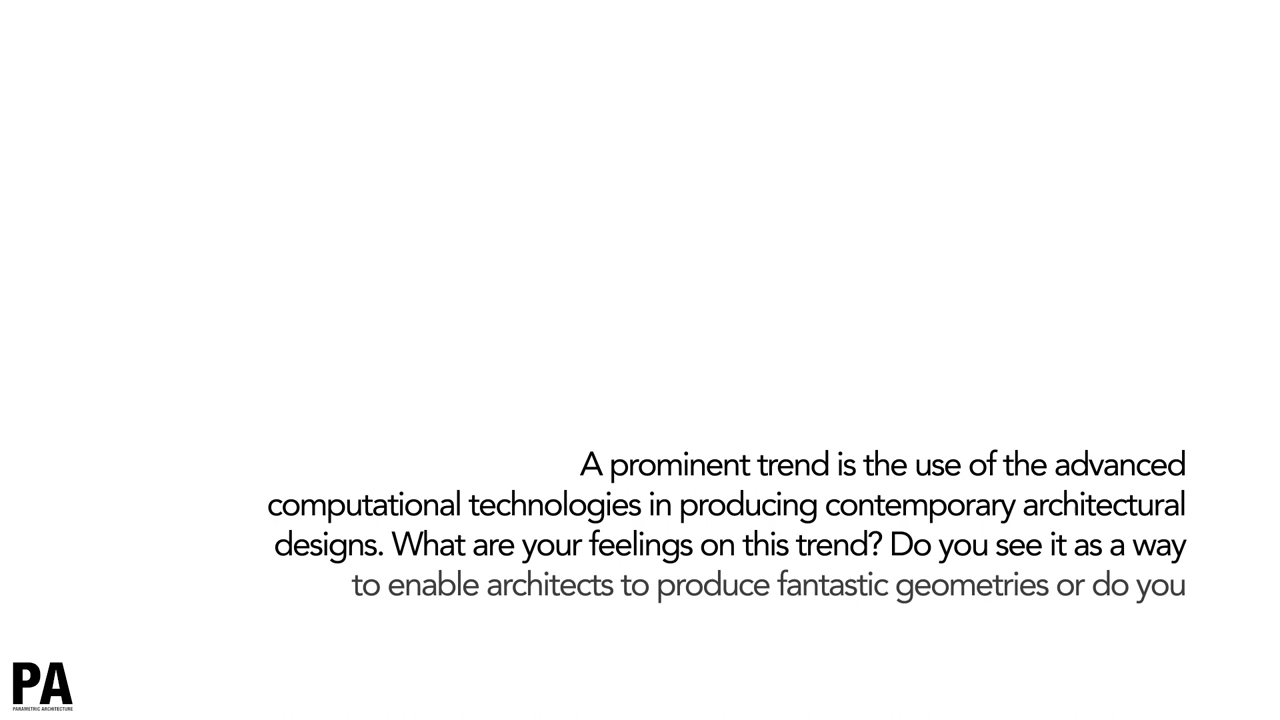 A prominent trend is the use of the advanced
computational technologies in producing contemporary architectural
designs. What are your feelings on this trend? Do you see it as a way
to enable architects to produce fantastic geometries or do you
PA
PARAMETRIC ARCHITECTURE